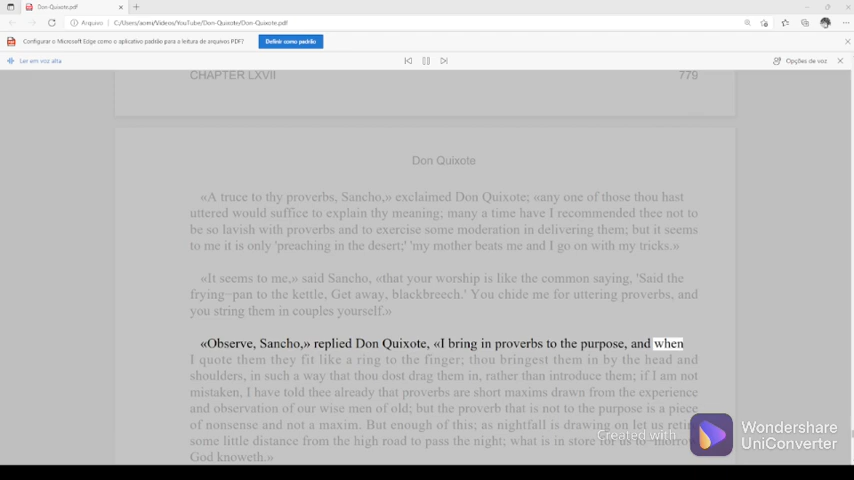 Don-Quixote.pdf
Arquivo C:/Users/iaxms/Videos/YouTube/Don-Quixote/Don-Quixote.pdf
Configurar o Microsoft Edge como o aplicativo padrão para a leitura de arquivos PDF? Definir como padrão
Ler em voz alta Opções de voz
CHAPTER LXVII 779
Don Quixote
«A truce to thy proverbs, Sancho,» exclaimed Don Quixote; «any one of those thou hast
uttered would suffice to explain thy meaning; many a time have I recommended thee not to
be so lavish with proverbs and to exercise some moderation in delivering them; but it seems
to me it is only 'preaching in the desert;' 'my mother beats me and I go on with my tricks.»
«It seems to me,» said Sancho, «that your worship is like the common saying, 'Said the
frying-pan to the kettle, Get away, blackbreech.' You chide me for uttering proverbs, and
you string them in couples yourself.»
«Observe, Sancho,» replied Don Quixote, «I bring in proverbs to the purpose, and when
I quote them they fit like a ring to the finger; thou bringest them in by the head and
shoulders, in such a way that thou dost drag them in, rather than introduce them; if I am not
mistaken, I have told thee already that proverbs are short maxims drawn from the experience
and observation of our wise men of old; but the proverb that is not to the purpose is a piece
of nonsense and not a maxim. But enough of this; as nightfall is drawing on let us retire
some little distance from the high road to pass the night; what is in store for us to-morrow
God knoweth.»
Created with Wondershare
UniConverter